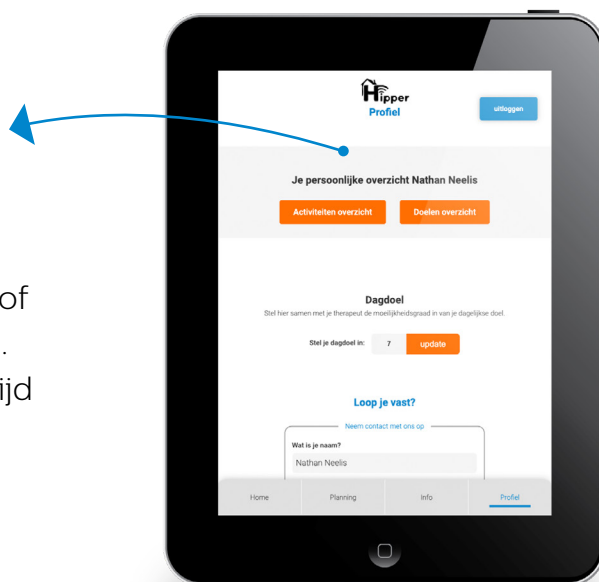 Hipper
Profiel
uitloggen
Je persoonlijke overzicht Nathan Neelis
Activiteiten overzicht
Doelen overzicht
of
.
ijd
Dagdoel
Stel hier samen met je therapeut de moeilijkheidsgraad in van je dagelijkse doel.
Stel je dagdoel in:
7
update
Loop je vast?
Neem contact met ons op
Wat is je naam?
Nathan Neelis
Home
Planning
Info
Profiel